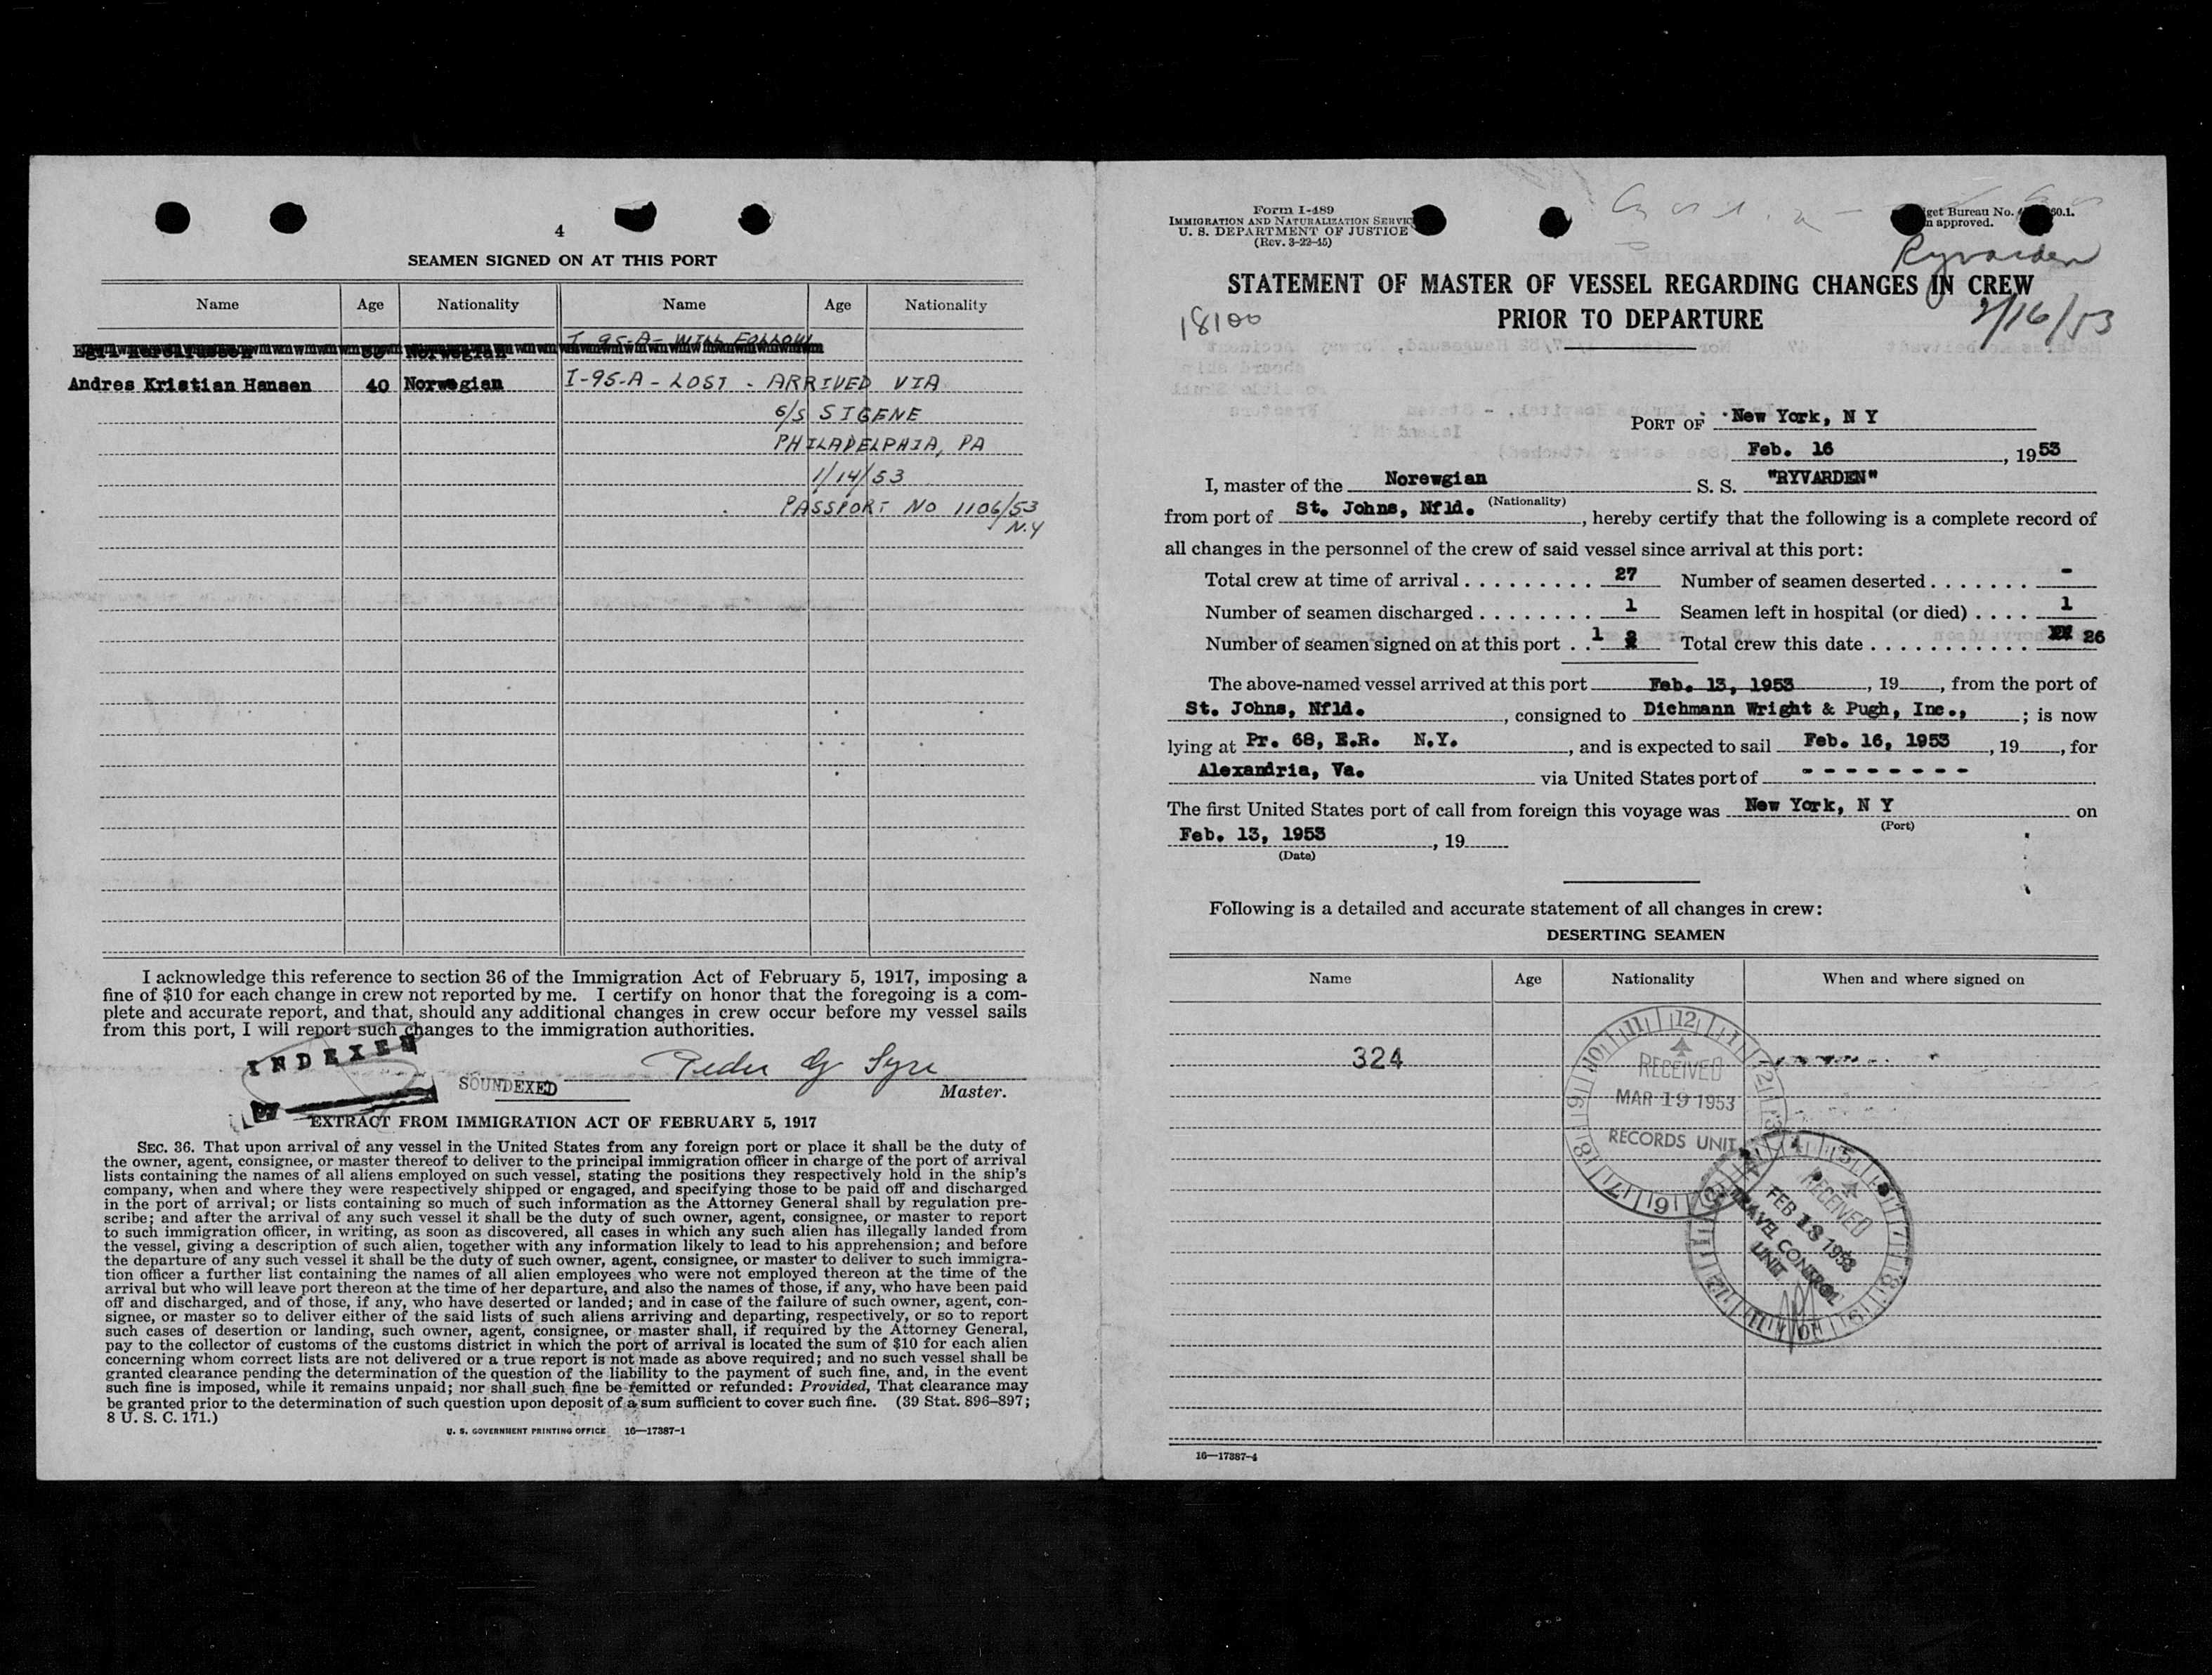 4
SEAMEN SIGNED ON AT THIS PORT
Name Age Nationality Name Age Nationality
Norwegian I-95-A- WILL FOLLOW
Andres Kristian Hansen 40 Norwegian I-95-A - LOST - ARRIVED VIA
S/S SIGENE
PHILADELPHIA, PA
1/14/53
PASSPORT NO 1106/53
N.Y
I acknowledge this reference to section 36 of the Immigration Act of February 5, 1917, imposing a
fine of $10 for each change in crew not reported by me. I certify on honor that the foregoing is a com-
plete and accurate report, and that, should any additional changes in crew occur before my vessel sails
from this port, I will report such changes to the immigration authorities.
INDEXED
SOUNDEXED
Peder G Syre
Master.
BY
EXTRACT FROM IMMIGRATION ACT OF FEBRUARY 5, 1917
SEC. 36. That upon arrival of any vessel in the United States from any foreign port or place it shall be the duty of
the owner, agent, consignee, or master thereof to deliver to the principal immigration officer in charge of the port of arrival
lists containing the names of all aliens employed on such vessel, stating the positions they respectively hold in the ship's
company, when and where they were respectively shipped or engaged, and specifying those to be paid off and discharged
in the port of arrival; or lists containing so much of such information as the Attorney General shall by regulation pre-
scribe; and after the arrival of any such vessel it shall be the duty of such owner, agent, consignee, or master to report
to such immigration officer, in writing, as soon as discovered, all cases in which any such alien has illegally landed from
the vessel, giving a description of such alien, together with any information likely to lead to his apprehension; and before
the departure of any such vessel it shall be the duty of such owner, agent, consignee, or master to deliver to such immigra-
tion officer a further list containing the names of all alien employees who were not employed thereon at the time of the
arrival but who will leave port thereon at the time of her departure, and also the names of those, if any, who have been paid
off and discharged, and of those, if any, who have deserted or landed; and in case of the failure of such owner, agent, con-
signee, or master so to deliver either of the said lists of such aliens arriving and departing, respectively, or so to report
such cases of desertion or landing, such owner, agent, consignee, or master shall, if required by the Attorney General,
pay to the collector of customs of the customs district in which the port of arrival is located the sum of $10 for each alien
concerning whom correct lists are not delivered or a true report is not made as above required; and no such vessel shall be
granted clearance pending the determination of the question of the liability to the payment of such fine, and, in the event
such fine is imposed, while it remains unpaid; nor shall such fine be remitted or refunded: Provided, That clearance may
be granted prior to the determination of such question upon deposit of a sum sufficient to cover such fine. (39 Stat. 896–897;
8 U. S. C. 171.)
U. S. GOVERNMENT PRINTING OFFICE 16—17387-1
Form I-489
IMMIGRATION AND NATURALIZATION SERVICE
U. S. DEPARTMENT OF JUSTICE
(Rev. 3-22-45)
get Bureau No. 60.1.
approved.
Ryvarden
STATEMENT OF MASTER OF VESSEL REGARDING CHANGES IN CREW
PRIOR TO DEPARTURE
18100
2/16/53
PORT OF New York, N Y
Feb. 16, 1953
I, master of the Norewgian S. S. "RYVARDEN"
(Nationality)
from port of St. Johns, Nfld., hereby certify that the following is a complete record of
all changes in the personnel of the crew of said vessel since arrival at this port:
Total crew at time of arrival . . . . . . . . . . 27 Number of seamen deserted . . . . . . . -
Number of seamen discharged . . . . . . . . . 1 Seamen left in hospital (or died) . . . . 1
Number of seamen signed on at this port . . 1 Total crew this date . . . . . . . . . . . . 26
The above-named vessel arrived at this port Feb. 13, 1953, 19, from the port of
St. Johns, Nfld., consigned to Dichmann Wright & Pugh, Inc.,; is now
lying at Pr. 68, E.R. N.Y., and is expected to sail Feb. 16, 1953, 19, for
Alexandria, Va. via United States port of - - - - - - - -
The first United States port of call from foreign this voyage was New York, N Y on
(Port)
Feb. 13, 1953, 19
(Date)
Following is a detailed and accurate statement of all changes in crew:
DESERTING SEAMEN
Name Age Nationality When and where signed on
324
RECEIVED
MAR 19 1953
RECORDS UNIT
RECEIVED
FEB 18 1953
TRAVEL CONTROL
UNIT
16—17387-4